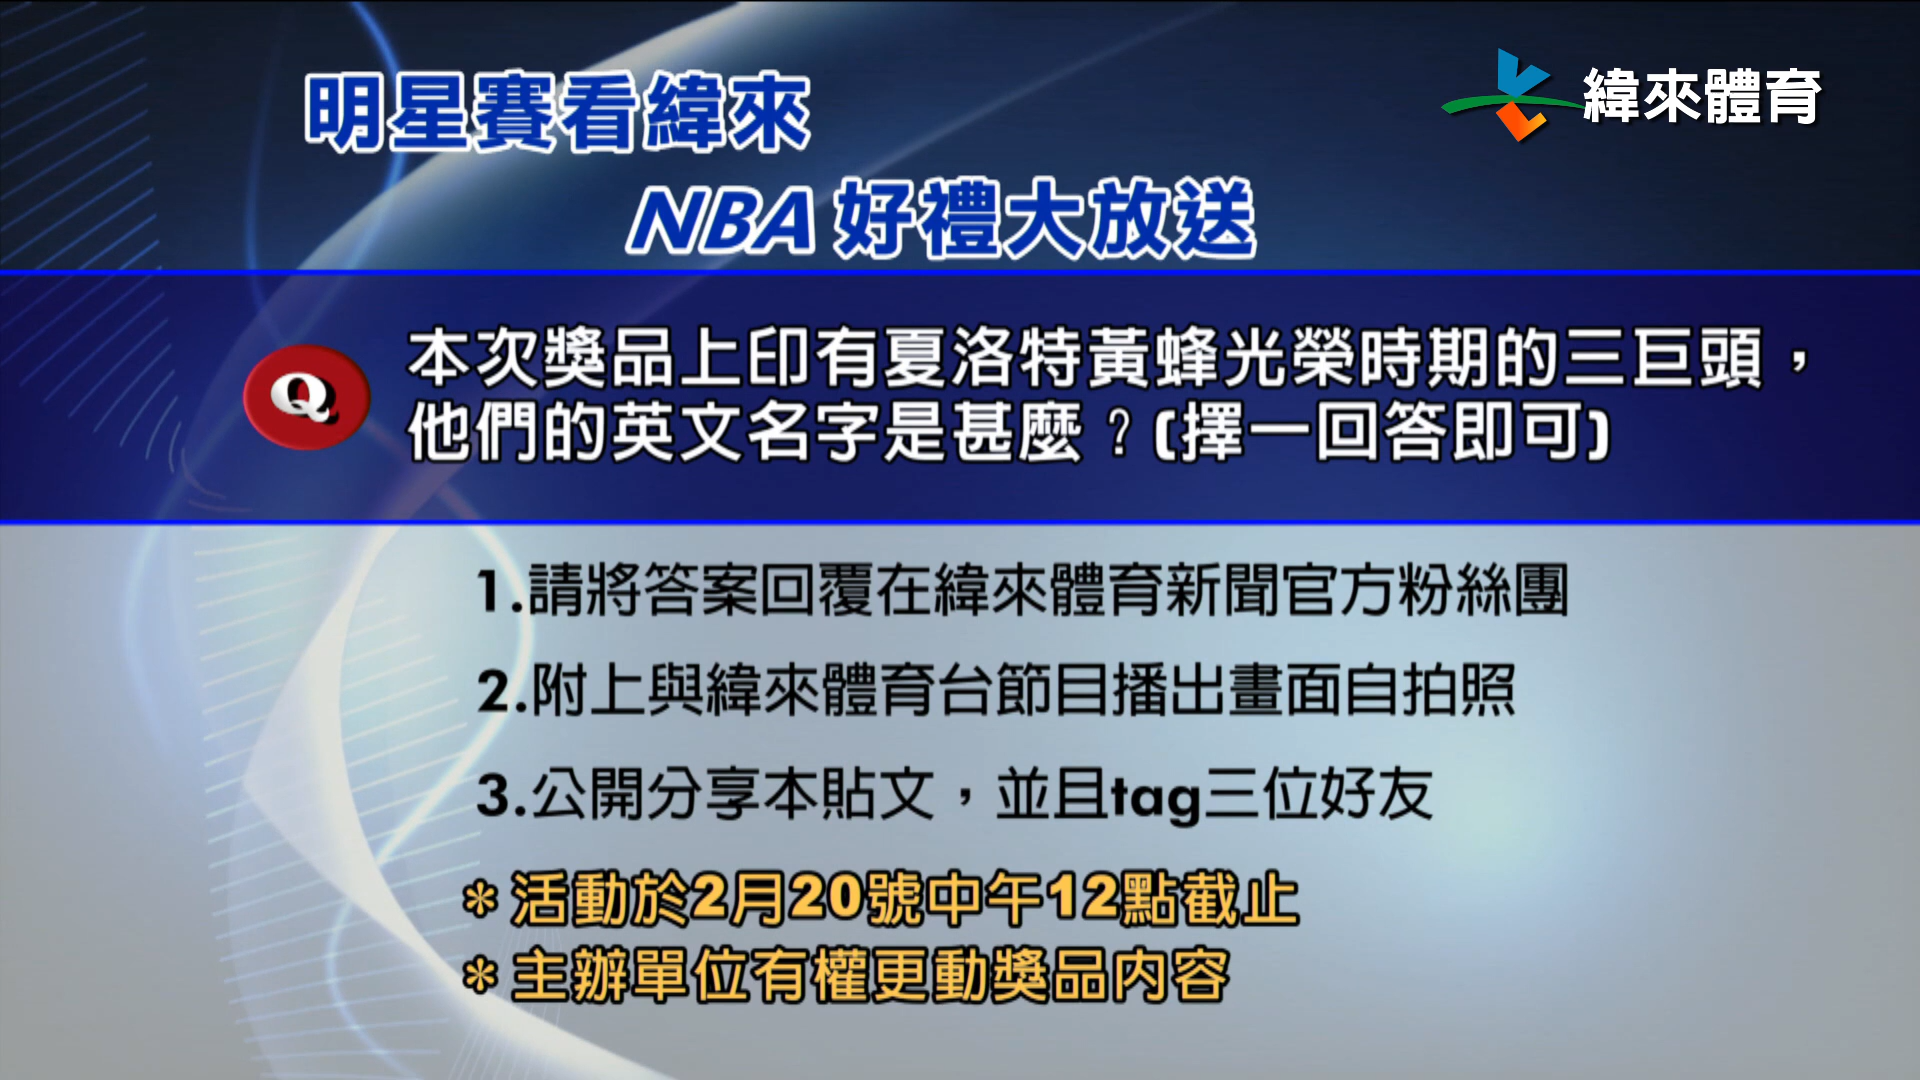 明星賽看緯來
緯來體育
NBA 好禮大放送
Q
本次獎品上印有夏洛特黃蜂光榮時期的三巨頭，
他們的英文名字是甚麼？(擇一回答即可)
1.請將答案回覆在緯來體育新聞官方粉絲團
2.附上與緯來體育台節目播出畫面自拍照
3.公開分享本貼文，並且tag三位好友
＊活動於2月20號中午12點截止
＊主辦單位有權更動獎品內容